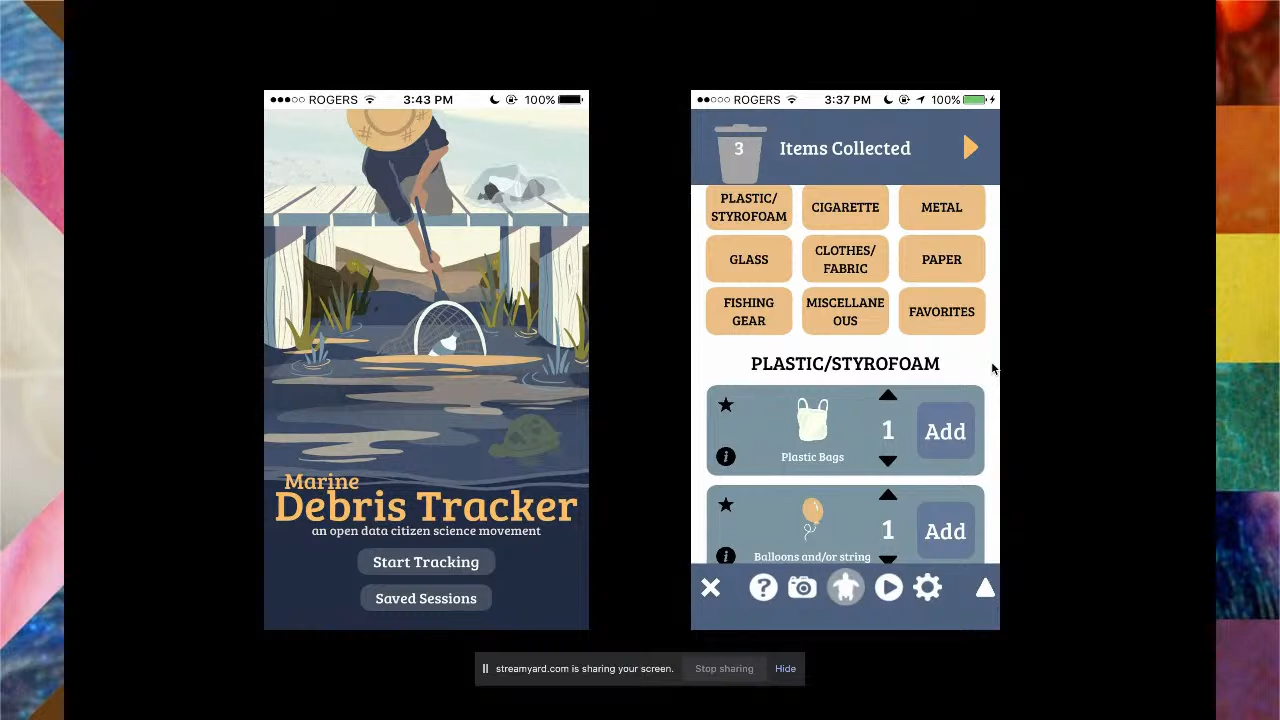 ROGERS 3:43 PM 100%
Marine
Debris Tracker
an open data citizen science movement
Start Tracking
Saved Sessions
ROGERS 3:37 PM 100%
3 Items Collected
PLASTIC/
STYROFOAM
CIGARETTE
METAL
GLASS
CLOTHES/
FABRIC
PAPER
FISHING
GEAR
MISCELLANE
OUS
FAVORITES
PLASTIC/STYROFOAM
1 Add
Plastic Bags
1 Add
Balloons and/or string
streamyard.com is sharing your screen. Stop sharing Hide